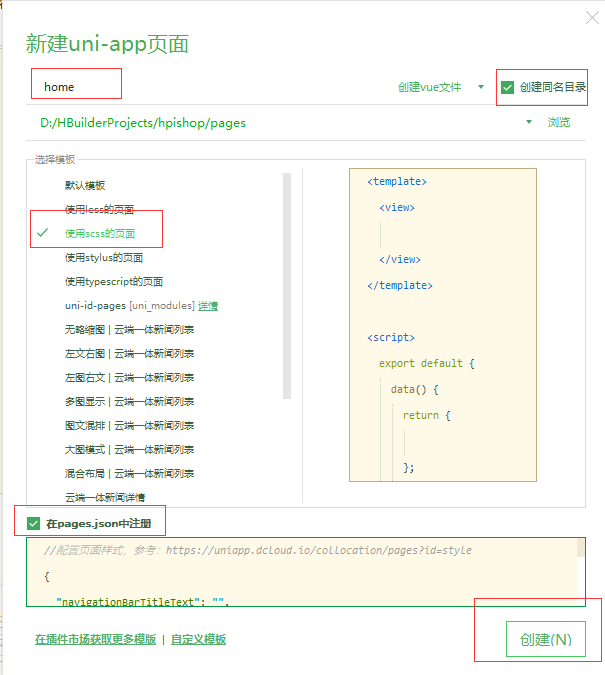 新建uni-app页面
home 创建vue文件 创建同名目录
D:/HBuilderProjects/hpishop/pages 浏览
选择模板
默认模板
使用less的页面
使用scss的页面
使用stylus的页面
使用typescript的页面
uni-id-pages [uni_modules] 详情
无略缩图 | 云端一体新闻列表
左文右图 | 云端一体新闻列表
左图右文 | 云端一体新闻列表
多图显示 | 云端一体新闻列表
图文混排 | 云端一体新闻列表
大图模式 | 云端一体新闻列表
混合布局 | 云端一体新闻列表
云端一体新闻详情
<template>
<view>
</view>
</template>
<script>
export default {
data() {
return {
};
在pages.json中注册
//配置页面样式，参考：https://uniapp.dcloud.io/collocation/pages?id=style
{
"navigationBarTitleText": "",
在插件市场获取更多模版 | 自定义模板
创建(N)